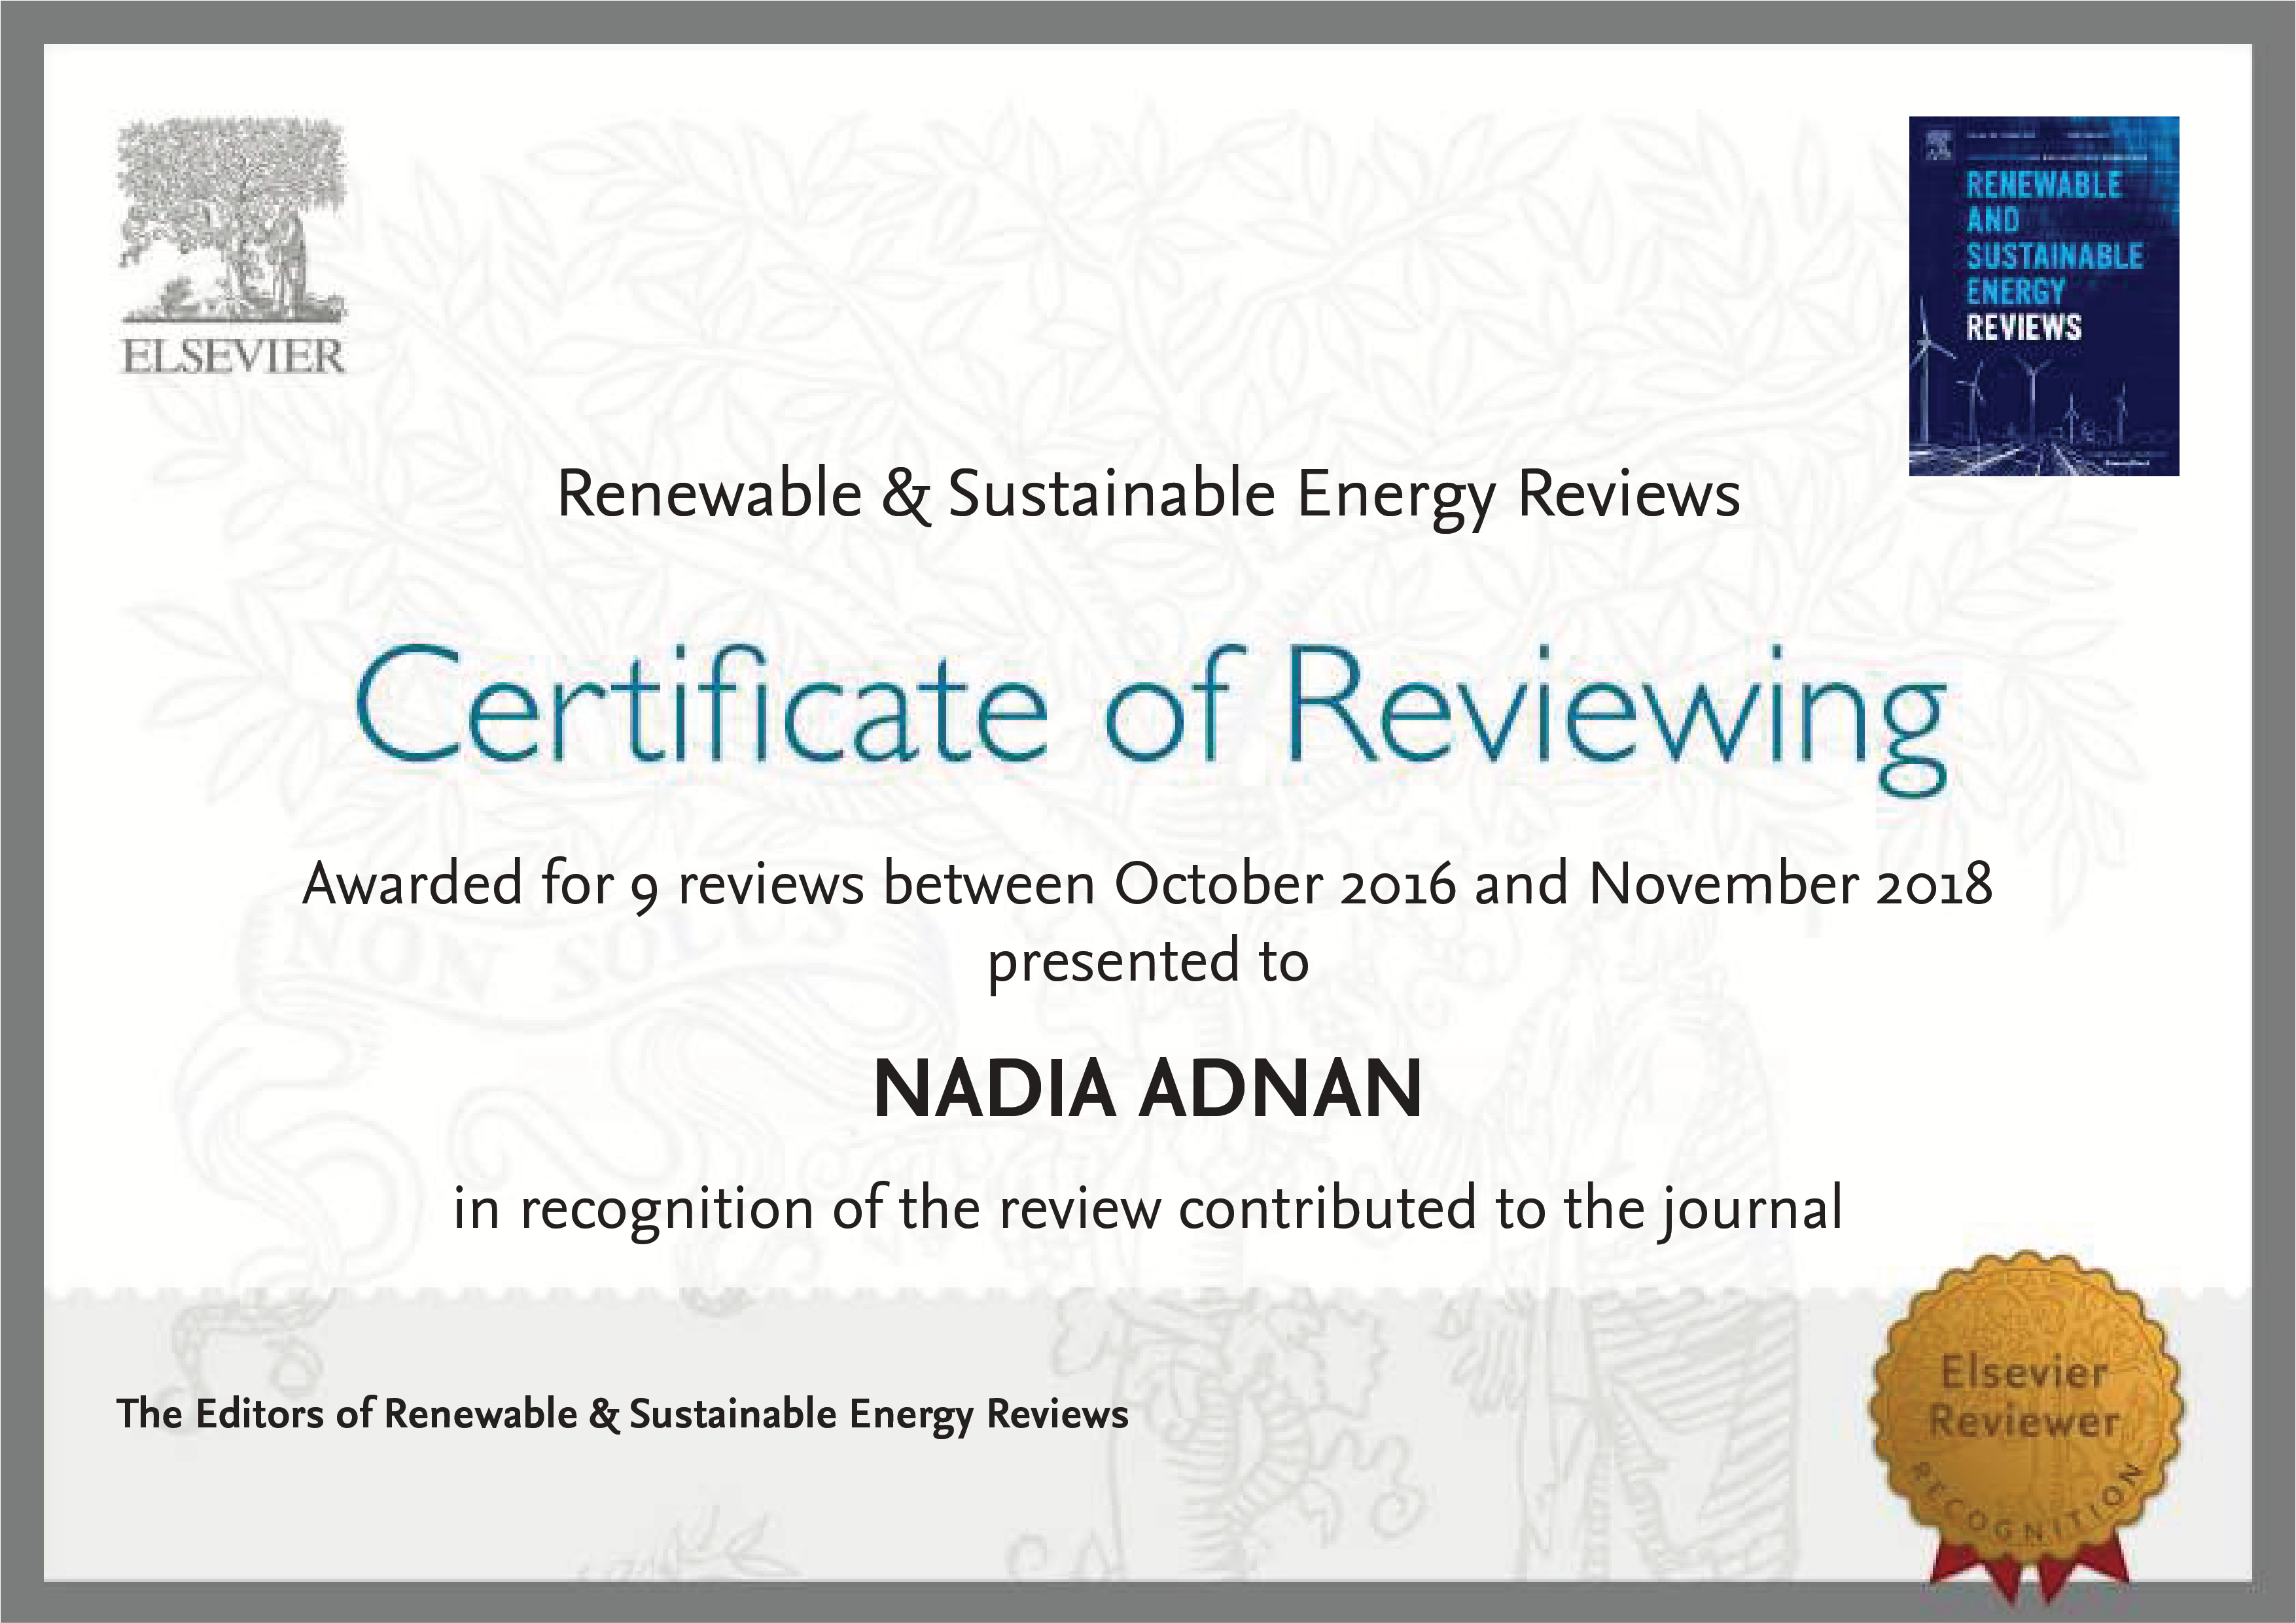 ELSEVIER
RENEWABLE
AND
SUSTAINABLE
ENERGY
REVIEWS
Renewable & Sustainable Energy Reviews
Certificate of Reviewing
Awarded for 9 reviews between October 2016 and November 2018
presented to
NON SOLUS
NADIA ADNAN
in recognition of the review contributed to the journal
The Editors of Renewable & Sustainable Energy Reviews
Elsevier
Reviewer
RECOGNITION